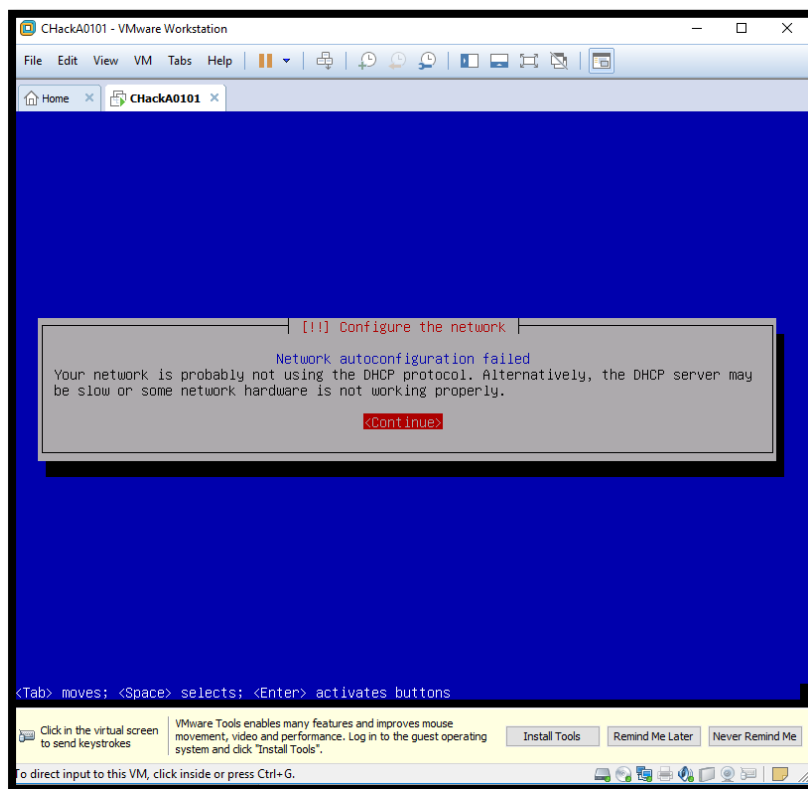 CHackA0101 - VMware Workstation
File Edit View VM Tabs Help
Home CHackA0101
[!!] Configure the network
Network autoconfiguration failed
Your network is probably not using the DHCP protocol. Alternatively, the DHCP server may
be slow or some network hardware is not working properly.
<Continue>
<Tab> moves; <Space> selects; <Enter> activates buttons
Click in the virtual screen
to send keystrokes
VMware Tools enables many features and improves mouse
movement, video and performance. Log in to the guest operating
system and click "Install Tools".
Install Tools Remind Me Later Never Remind Me
To direct input to this VM, click inside or press Ctrl+G.